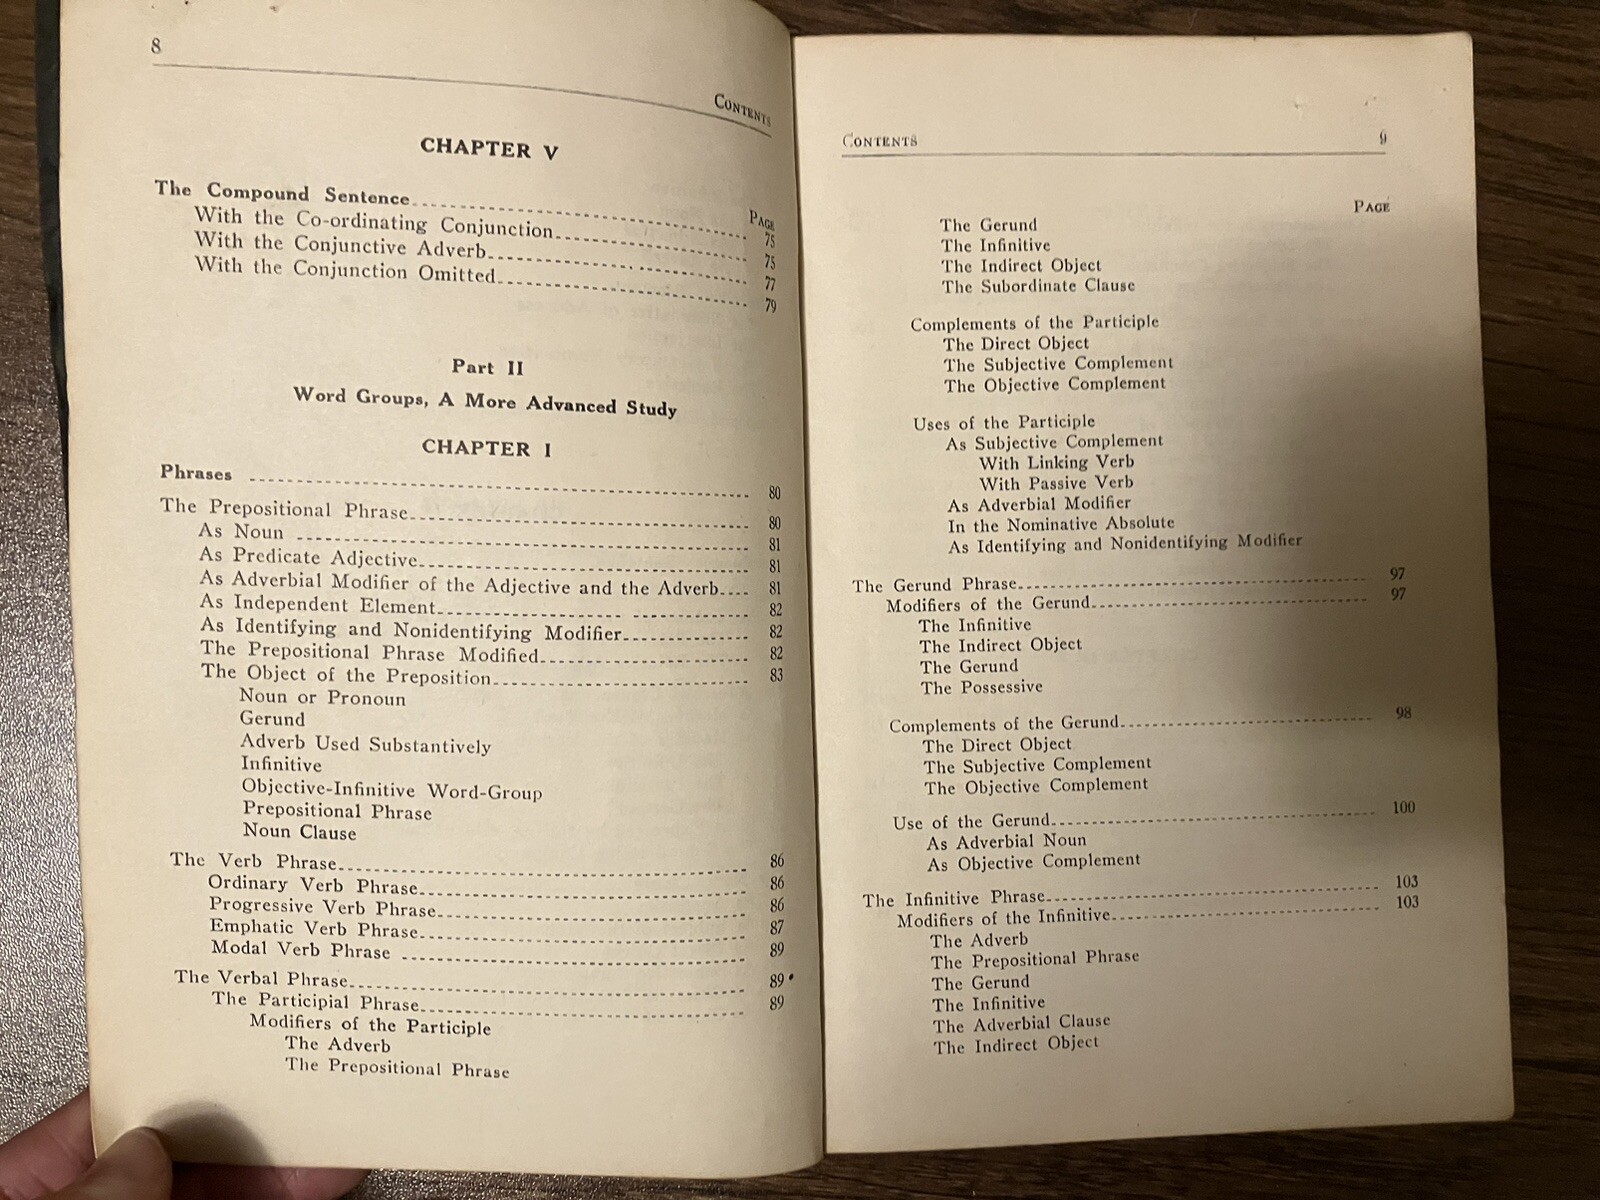 8
CONTENTS
CHAPTER V
PAGE
The Compound Sentence 75
With the Co-ordinating Conjunction 75
With the Conjunctive Adverb 77
With the Conjunction Omitted 79
Part II
Word Groups, A More Advanced Study
CHAPTER I
Phrases 80
The Prepositional Phrase 80
As Noun 81
As Predicate Adjective 81
As Adverbial Modifier of the Adjective and the Adverb 81
As Independent Element 82
As Identifying and Nonidentifying Modifier 82
The Prepositional Phrase Modified 82
The Object of the Preposition 83
Noun or Pronoun
Gerund
Adverb Used Substantively
Infinitive
Objective-Infinitive Word-Group
Prepositional Phrase
Noun Clause
The Verb Phrase 86
Ordinary Verb Phrase 86
Progressive Verb Phrase 86
Emphatic Verb Phrase 87
Modal Verb Phrase 89
The Verbal Phrase 89
The Participial Phrase 89
Modifiers of the Participle
The Adverb
The Prepositional Phrase
CONTENTS 9
PAGE
The Gerund
The Infinitive
The Indirect Object
The Subordinate Clause
Complements of the Participle
The Direct Object
The Subjective Complement
The Objective Complement
Uses of the Participle
As Subjective Complement
With Linking Verb
With Passive Verb
As Adverbial Modifier
In the Nominative Absolute
As Identifying and Nonidentifying Modifier
The Gerund Phrase 97
Modifiers of the Gerund 97
The Infinitive
The Indirect Object
The Gerund
The Possessive
Complements of the Gerund 98
The Direct Object
The Subjective Complement
The Objective Complement
Use of the Gerund 100
As Adverbial Noun
As Objective Complement
The Infinitive Phrase 103
Modifiers of the Infinitive 103
The Adverb
The Prepositional Phrase
The Gerund
The Infinitive
The Adverbial Clause
The Indirect Object